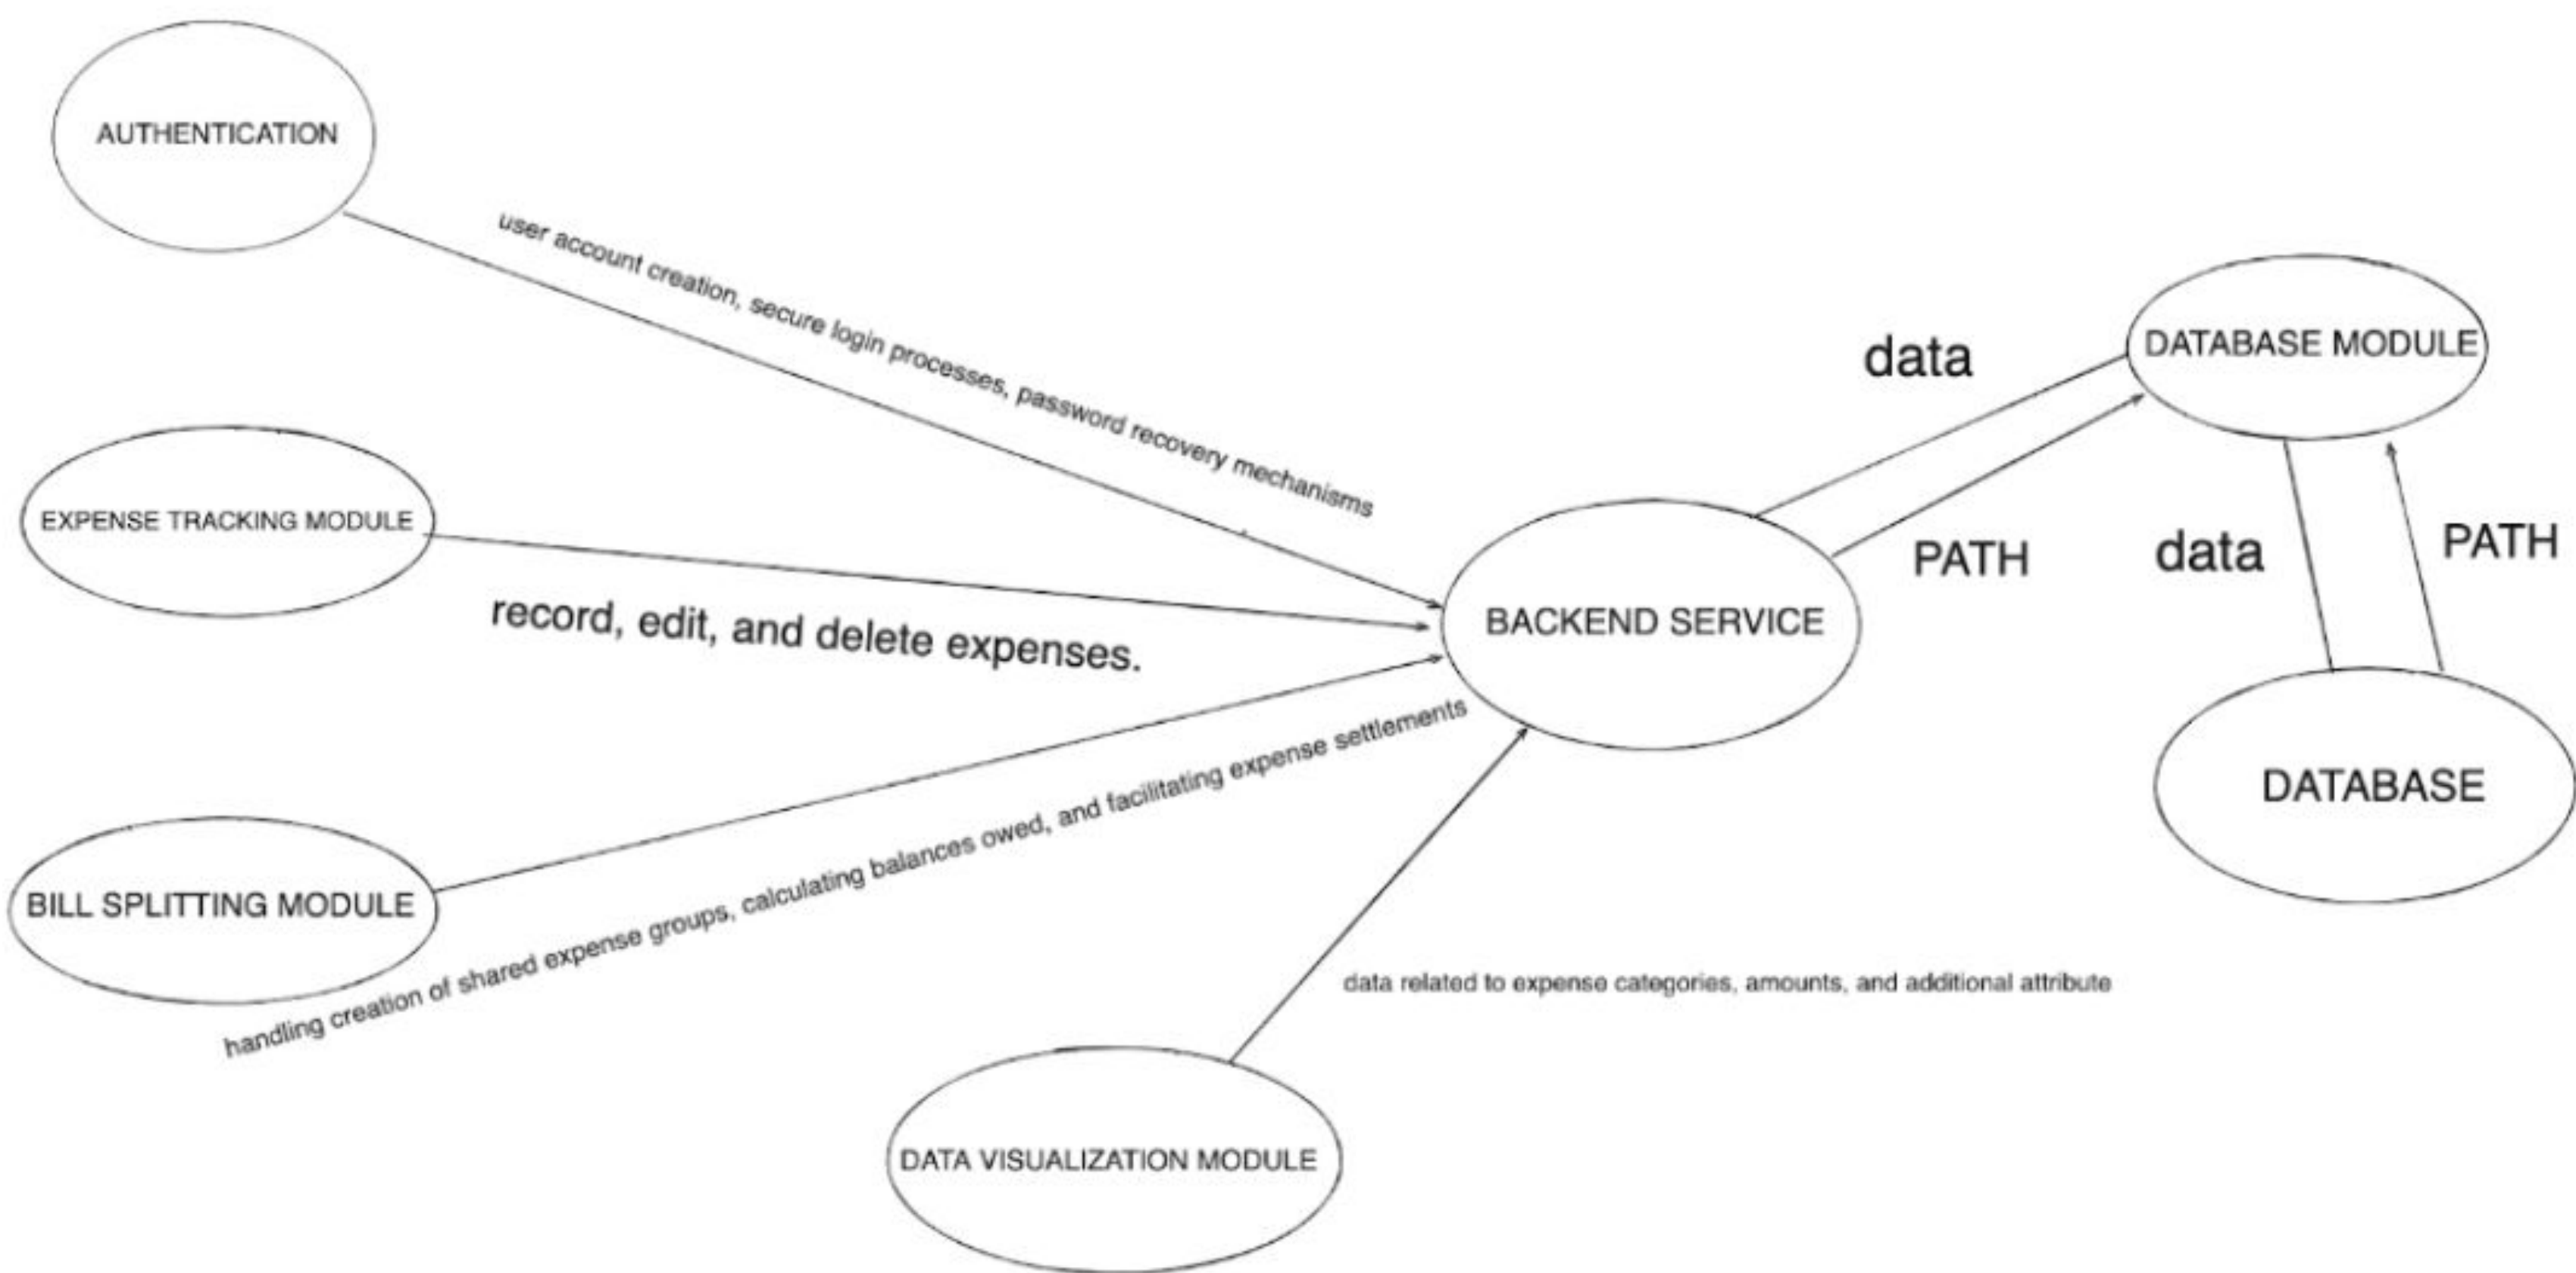 AUTHENTICATION
user account creation, secure login processes, password recovery mechanisms
DATABASE MODULE
data
EXPENSE TRACKING MODULE
record, edit, and delete expenses.
BACKEND SERVICE
PATH
data
PATH
DATABASE
BILL SPLITTING MODULE
handling creation of shared expense groups, calculating balances owed, and facilitating expense settlements
data related to expense categories, amounts, and additional attribute
DATA VISUALIZATION MODULE